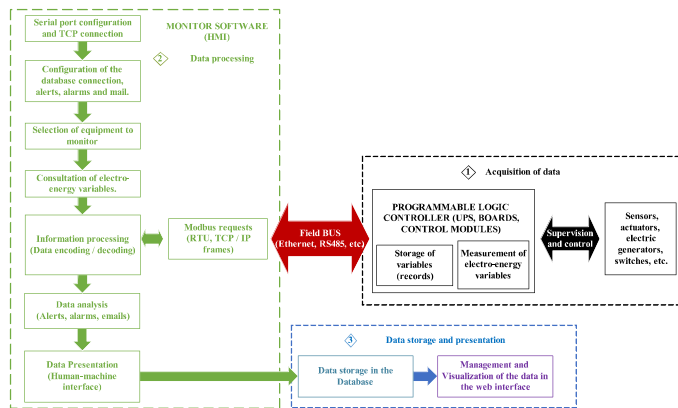 Serial port configuration
and TCP connection
MONITOR SOFTWARE
(HMI)
2 Data processing
Configuration of the
database connection,
alerts, alarms and mail.
Selection of equipment to
monitor
Consultation of electro-
energy variables.
Information processing
(Data encoding / decoding)
Modbus requests
(RTU, TCP / IP
frames)
Data analysis
(Alerts, alarms, emails)
Data Presentation
(Human-machine
interface)
Field BUS
(Ethernet, RS485, etc)
1 Acquisition of data
PROGRAMMABLE LOGIC
CONTROLLER (UPS, BOARDS,
CONTROL MODULES)
Storage of
variables
(records)
Measurement of
electro-energy
variables
Supervision
and control
Sensors,
actuators,
electric
generators,
switches, etc.
3 Data storage and presentation
Data storage in the
Database
Management and
Visualization of the data in
the web interface